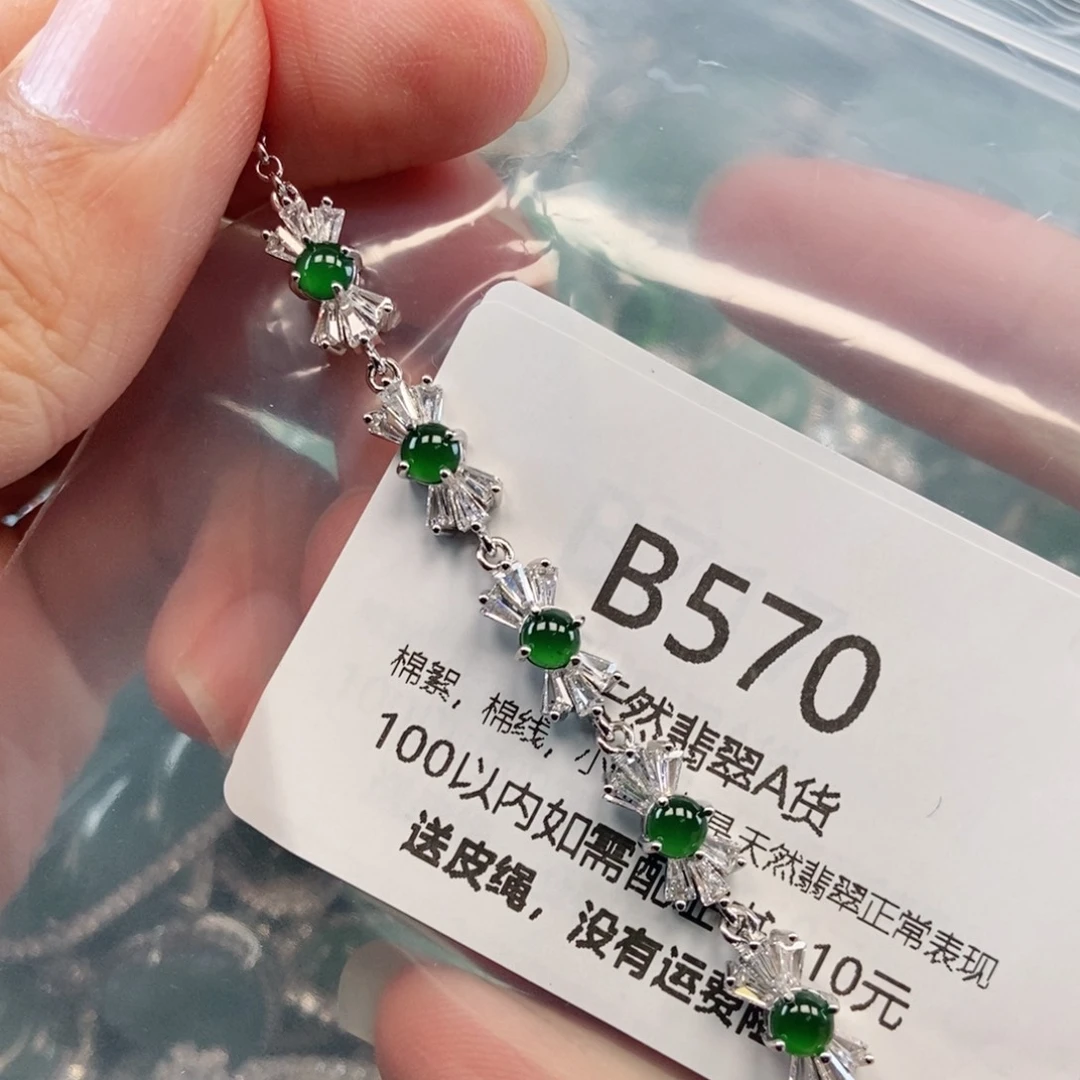 B570
天然翡翠A货
棉絮，棉线，小 是天然翡翠正常表现
100以内如需配 10元
送皮绳，没有运费